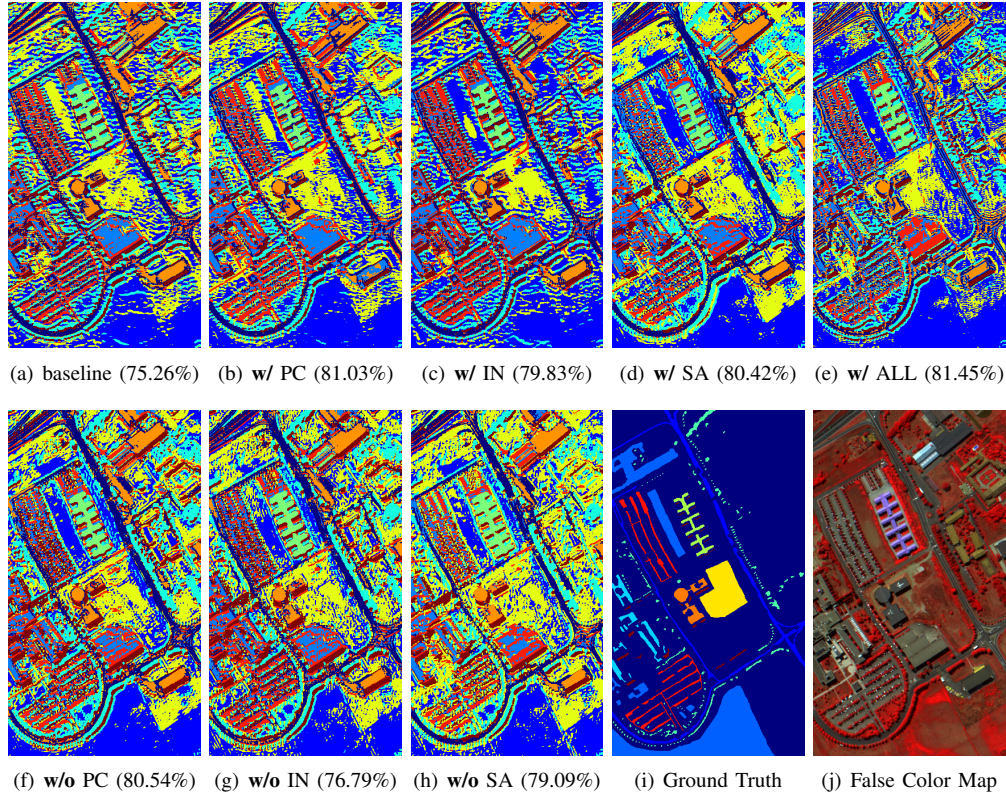 (a) baseline (75.26%) (b) w/ PC (81.03%) (c) w/ IN (79.83%) (d) w/ SA (80.42%) (e) w/ ALL (81.45%)
(f) w/o PC (80.54%) (g) w/o IN (76.79%) (h) w/o SA (79.09%) (i) Ground Truth (j) False Color Map